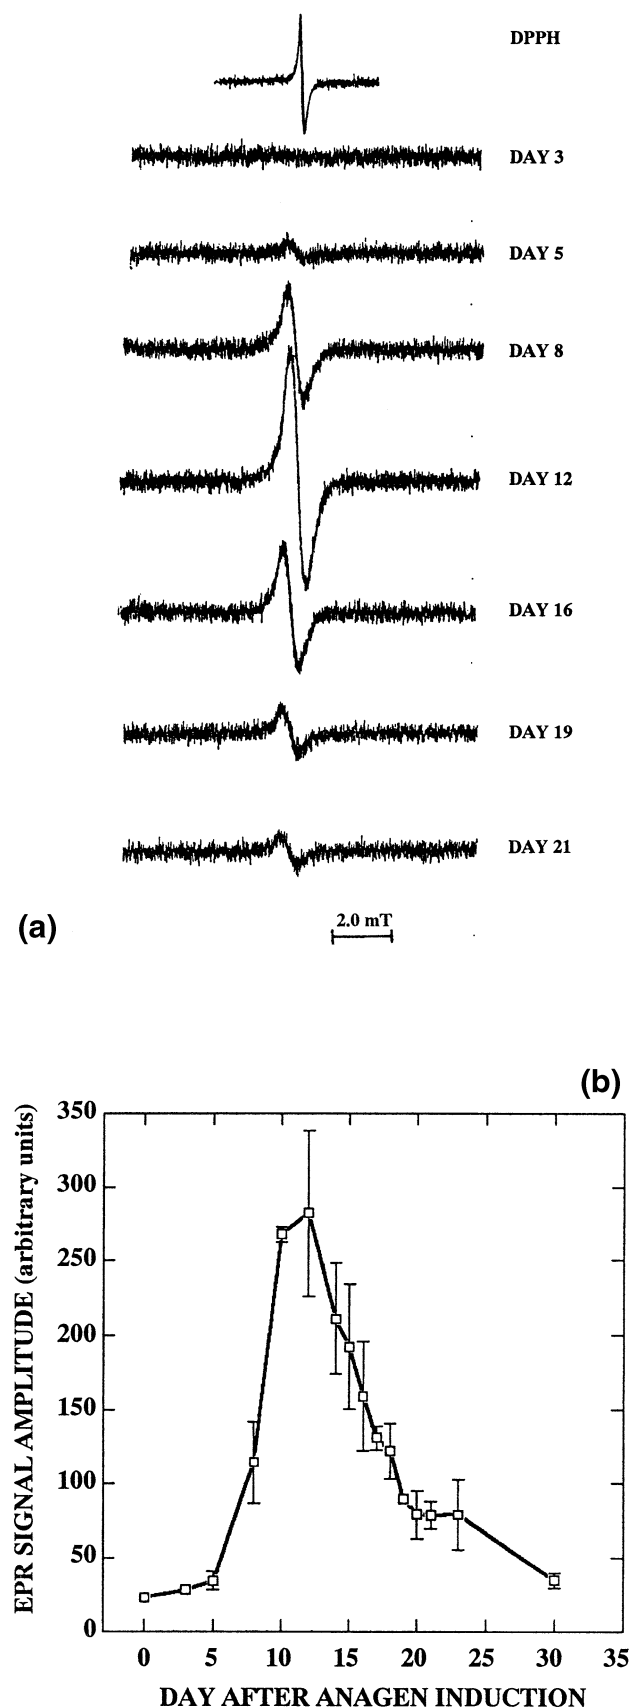 DPPH
DAY 3
DAY 5
DAY 8
DAY 12
DAY 16
DAY 19
DAY 21
(a)
2.0 mT
(b)
EPR SIGNAL AMPLITUDE (arbitrary units)
350
300
250
200
150
100
50
0
0 5 10 15 20 25 30 35
DAY AFTER ANAGEN INDUCTION